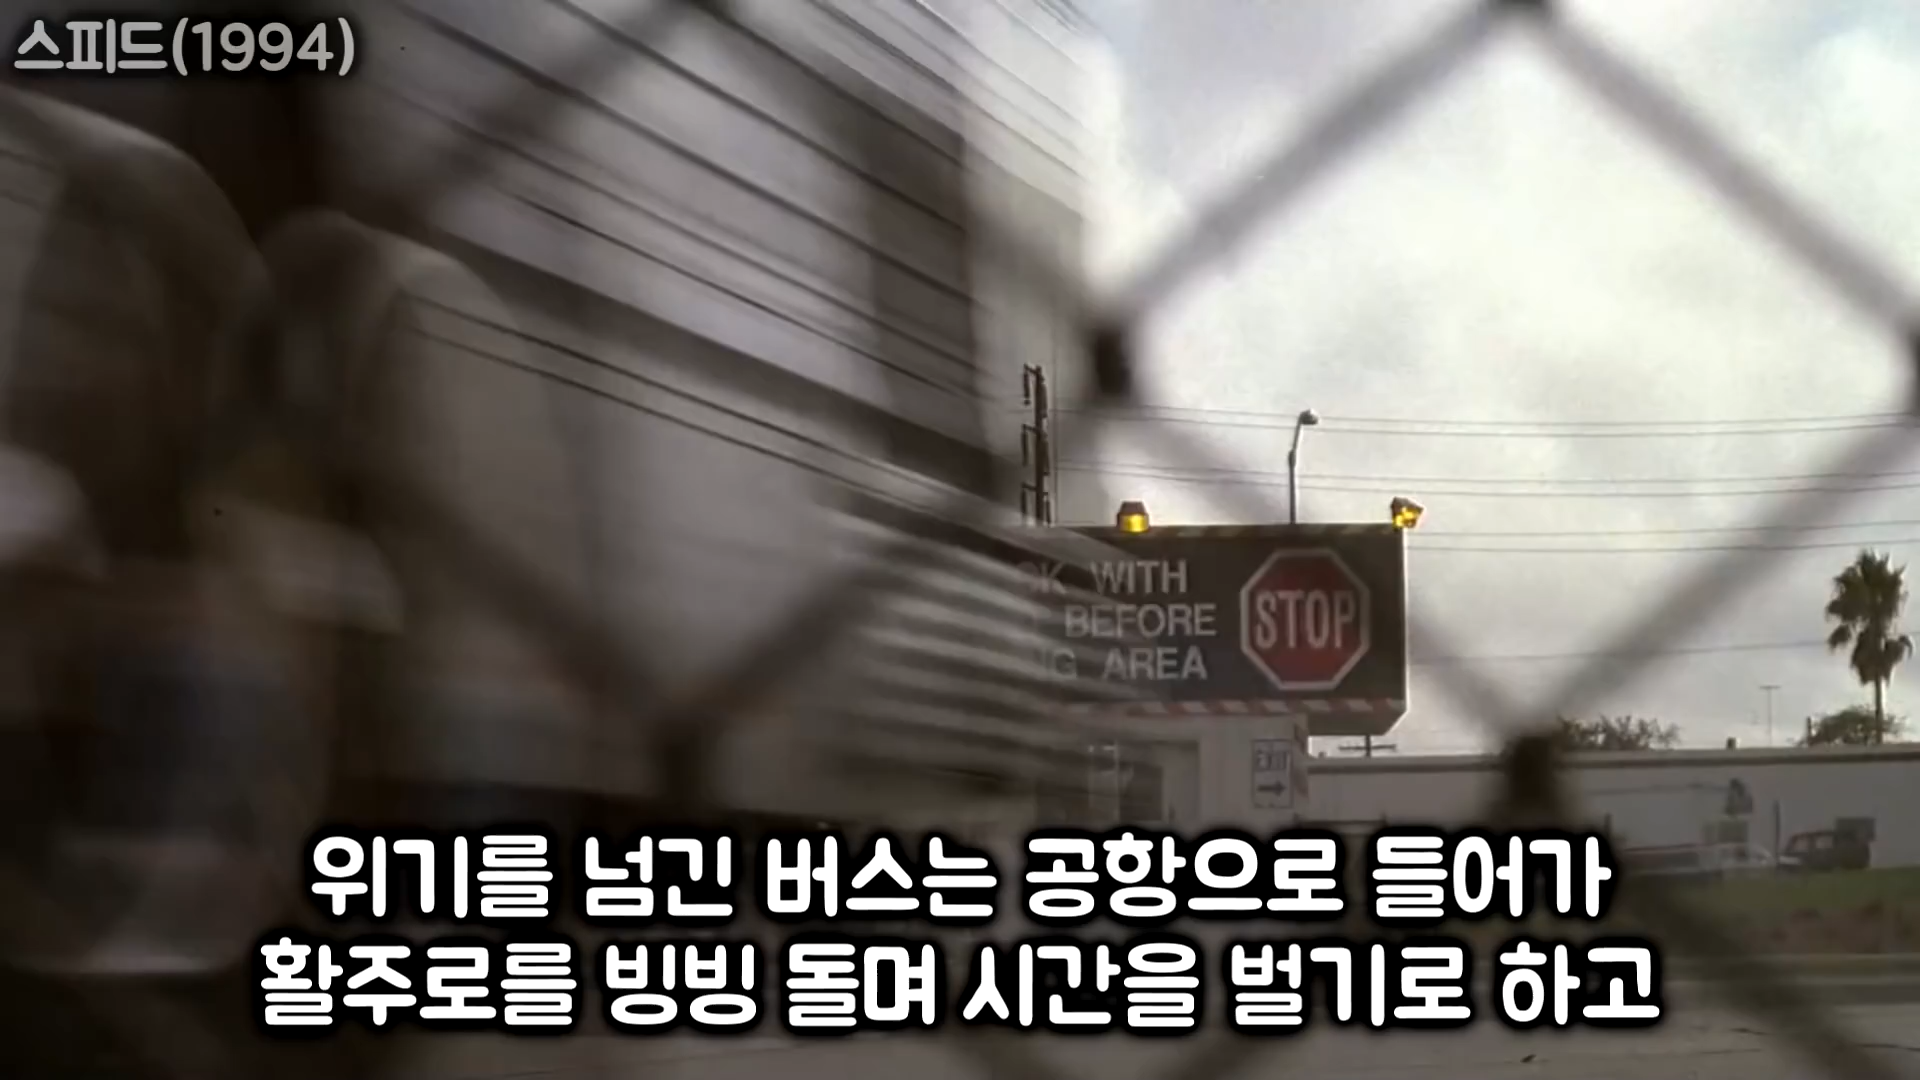 스피드(1994)
WITH
BEFORE
AREA
STOP
EXIT
위기를 넘긴 버스는 공항으로 들어가
활주로를 빙빙 돌며 시간을 벌기로 하고